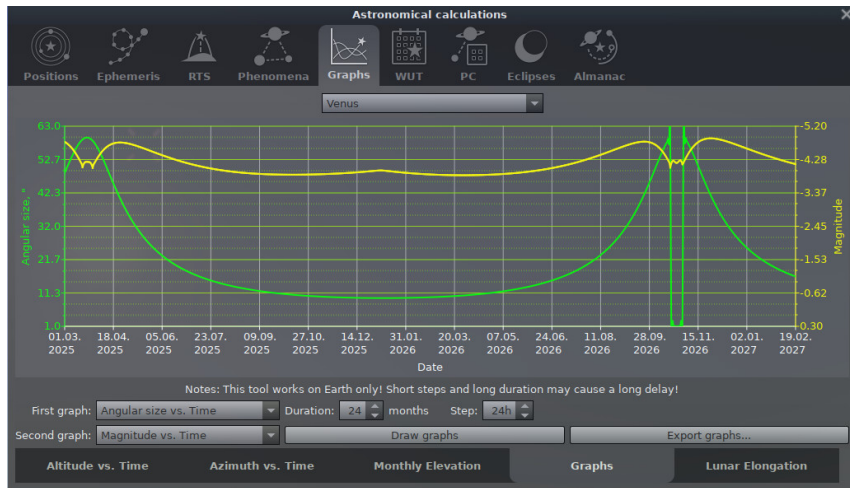 Astronomical calculations
Positions Ephemeris RTS Phenomena Graphs WUT PC Eclipses Almanac
Venus
63.0 -5.20
52.7 -4.28
42.3 -3.37
32.0 -2.45
21.7 -1.53
11.3 -0.62
1.0 0.30
Angular size, "
Magnitude
01.03. 18.04. 05.06. 23.07. 09.09. 27.10. 14.12. 31.01. 20.03. 07.05. 24.06. 11.08. 28.09. 15.11. 02.01. 19.02.
2025 2025 2025 2025 2025 2025 2025 2026 2026 2026 2026 2026 2026 2026 2027 2027
Date
Notes: This tool works on Earth only! Short steps and long duration may cause a long delay!
First graph: Angular size vs. Time Duration: 24 months Step: 24h
Second graph: Magnitude vs. Time Draw graphs Export graphs...
Altitude vs. Time Azimuth vs. Time Monthly Elevation Graphs Lunar Elongation